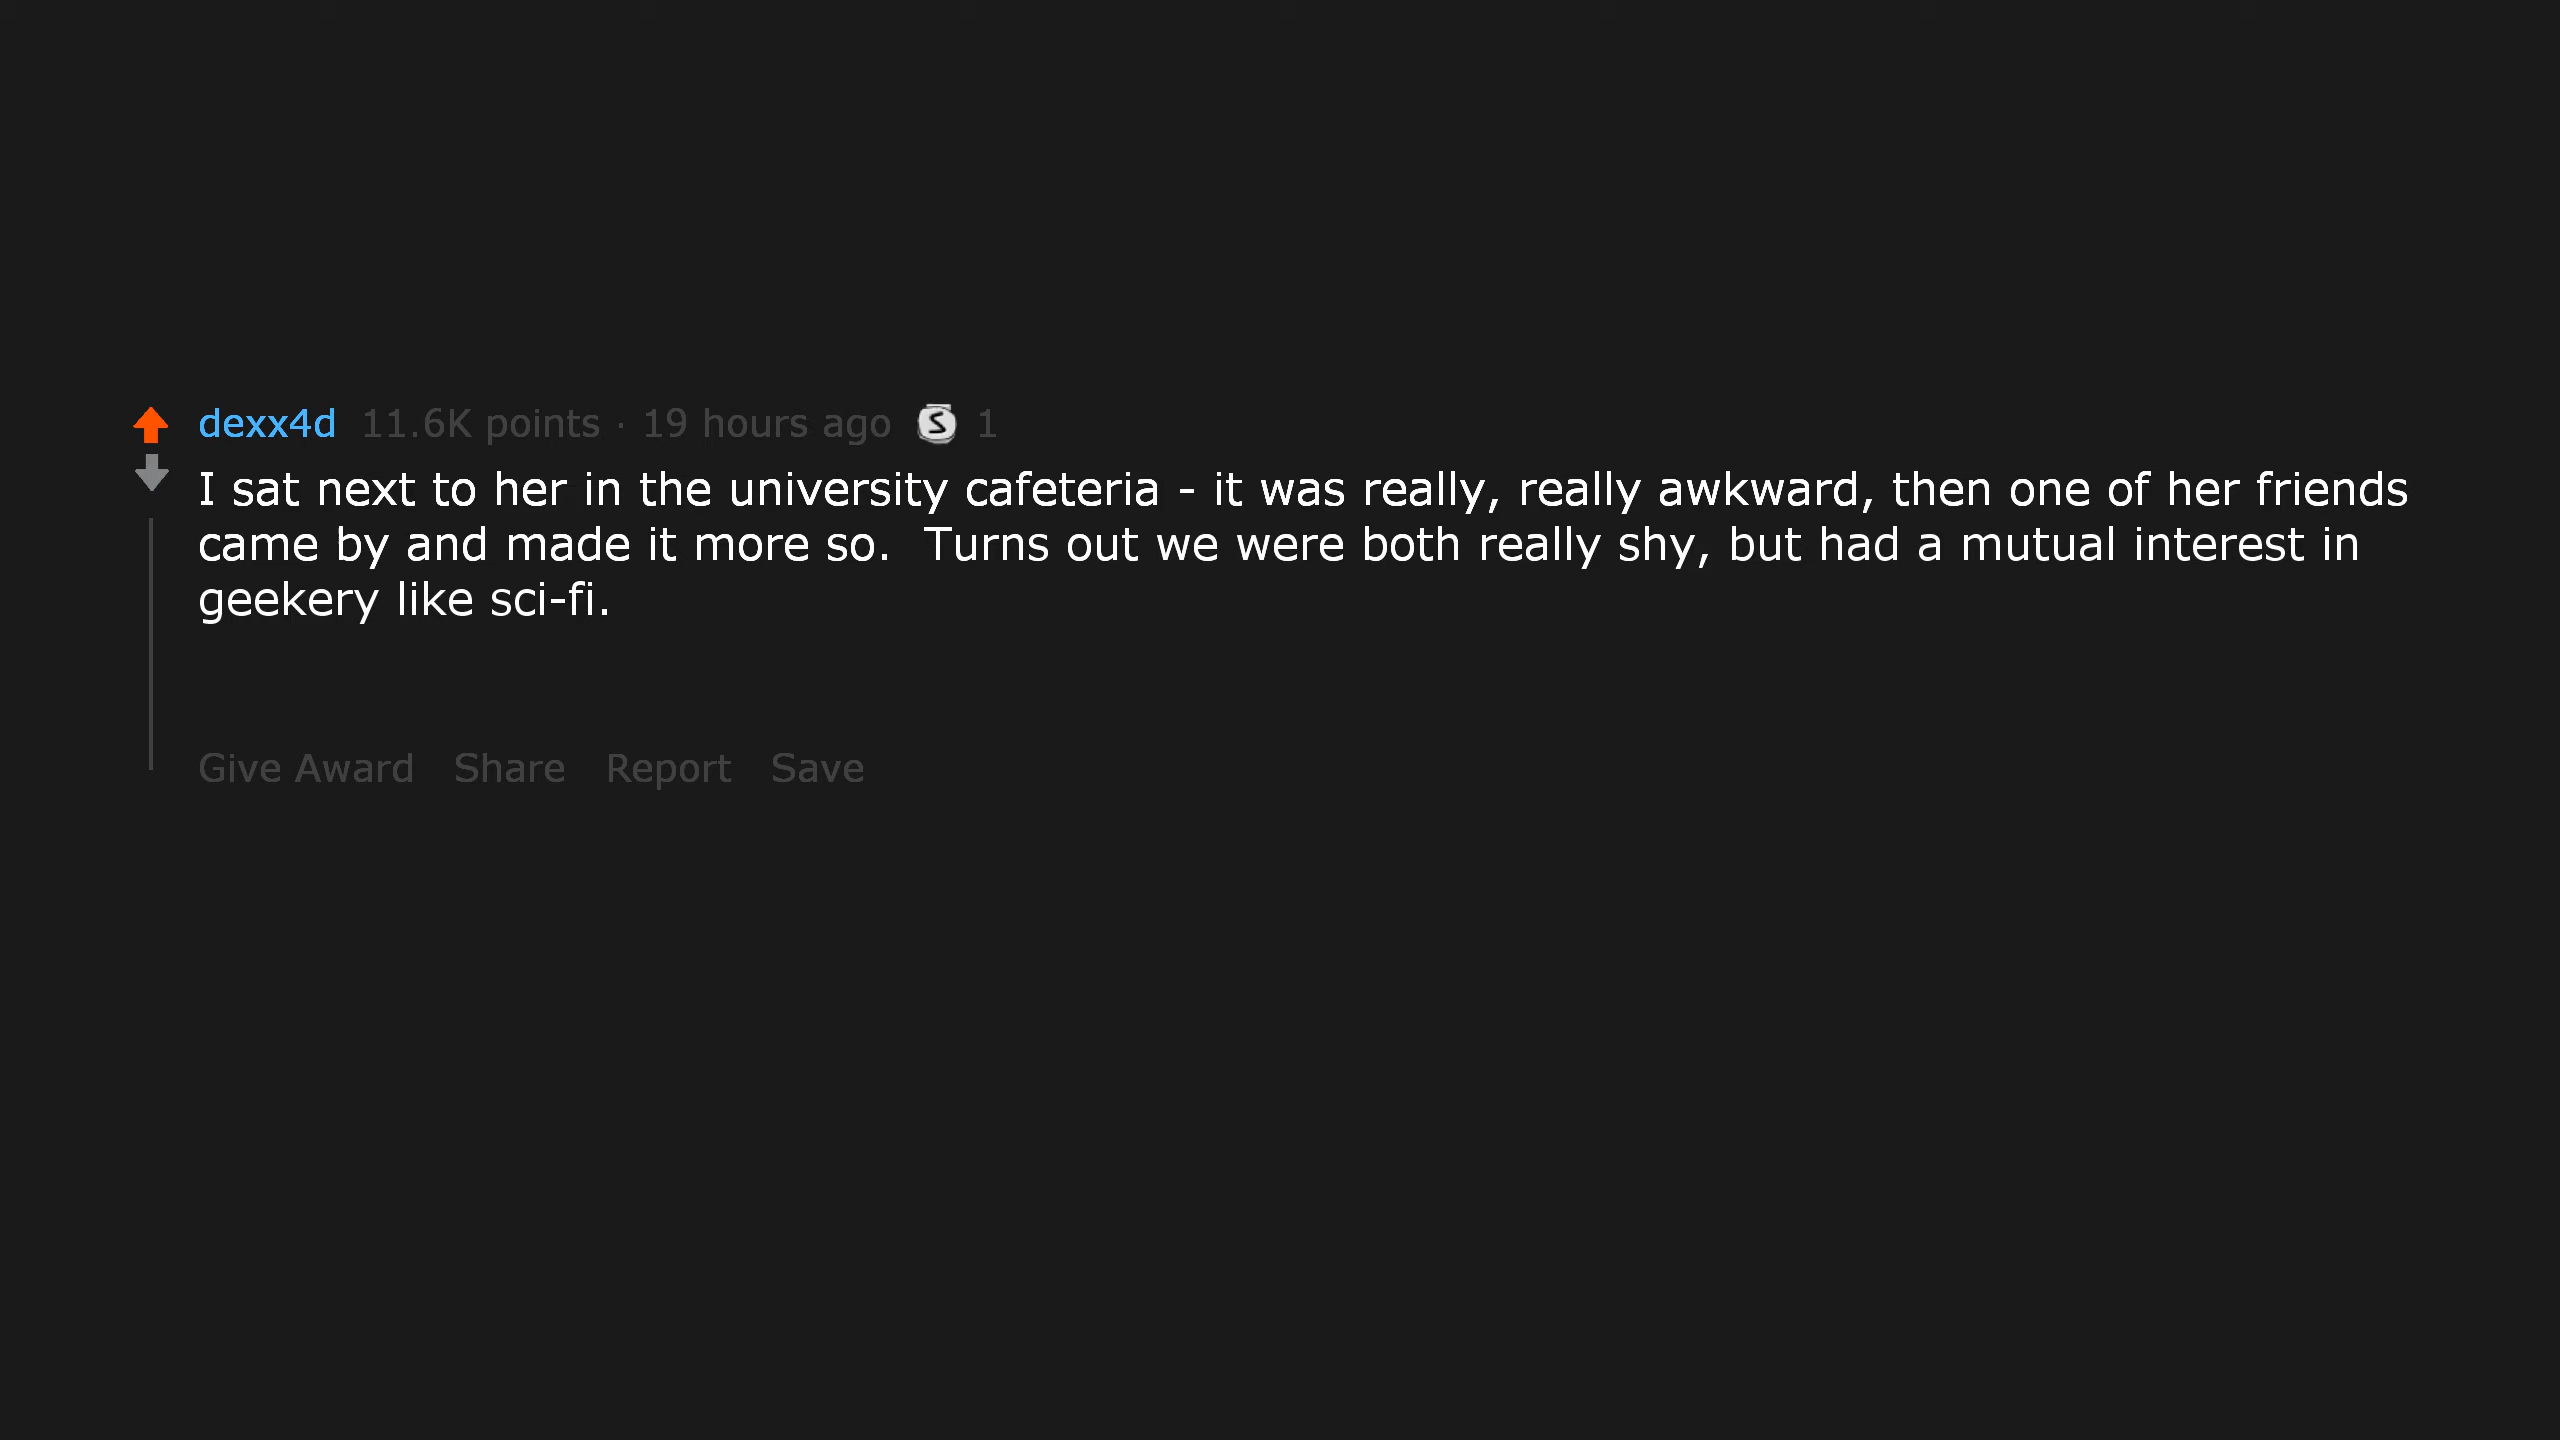 dexx4d 11.6K points · 19 hours ago S 1
I sat next to her in the university cafeteria - it was really, really awkward, then one of her friends
came by and made it more so.  Turns out we were both really shy, but had a mutual interest in
geekery like sci-fi.
Give Award Share Report Save